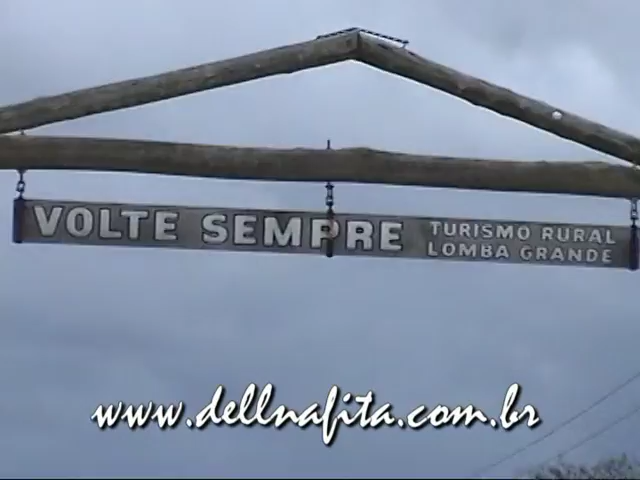 VOLTE SEMPRE
TURISMO RURAL
LOMBA GRANDE
www.dellnafita.com.br